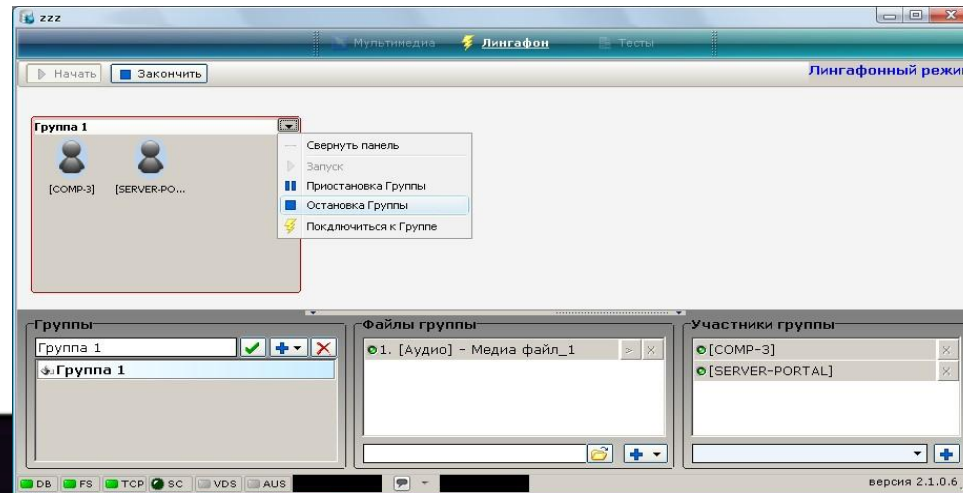 zzz
Мультимедиа Лингафон Тесты
Начать Закончить Лингафонный режи
Группа 1
[COMP-3] [SERVER-PO...
Свернуть панель
Запуск
Приостановка Группы
Остановка Группы
Покдлючиться к Группе
Группы Файлы группы Участники группы
Группа 1 1. [Аудио] - Медиа файл_1 [COMP-3]
Группа 1 [SERVER-PORTAL]
DB FS TCP SC VDS AUS версия 2.1.0.6